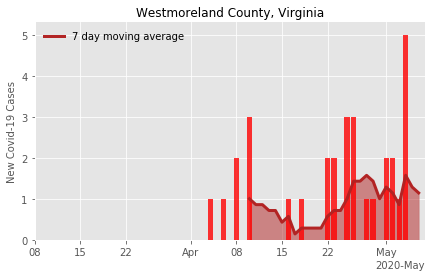 Westmoreland County, Virginia
7 day moving average
New Covid-19 Cases
5
4
3
2
1
0
08 15 22 Apr 08 15 22 May
2020-May